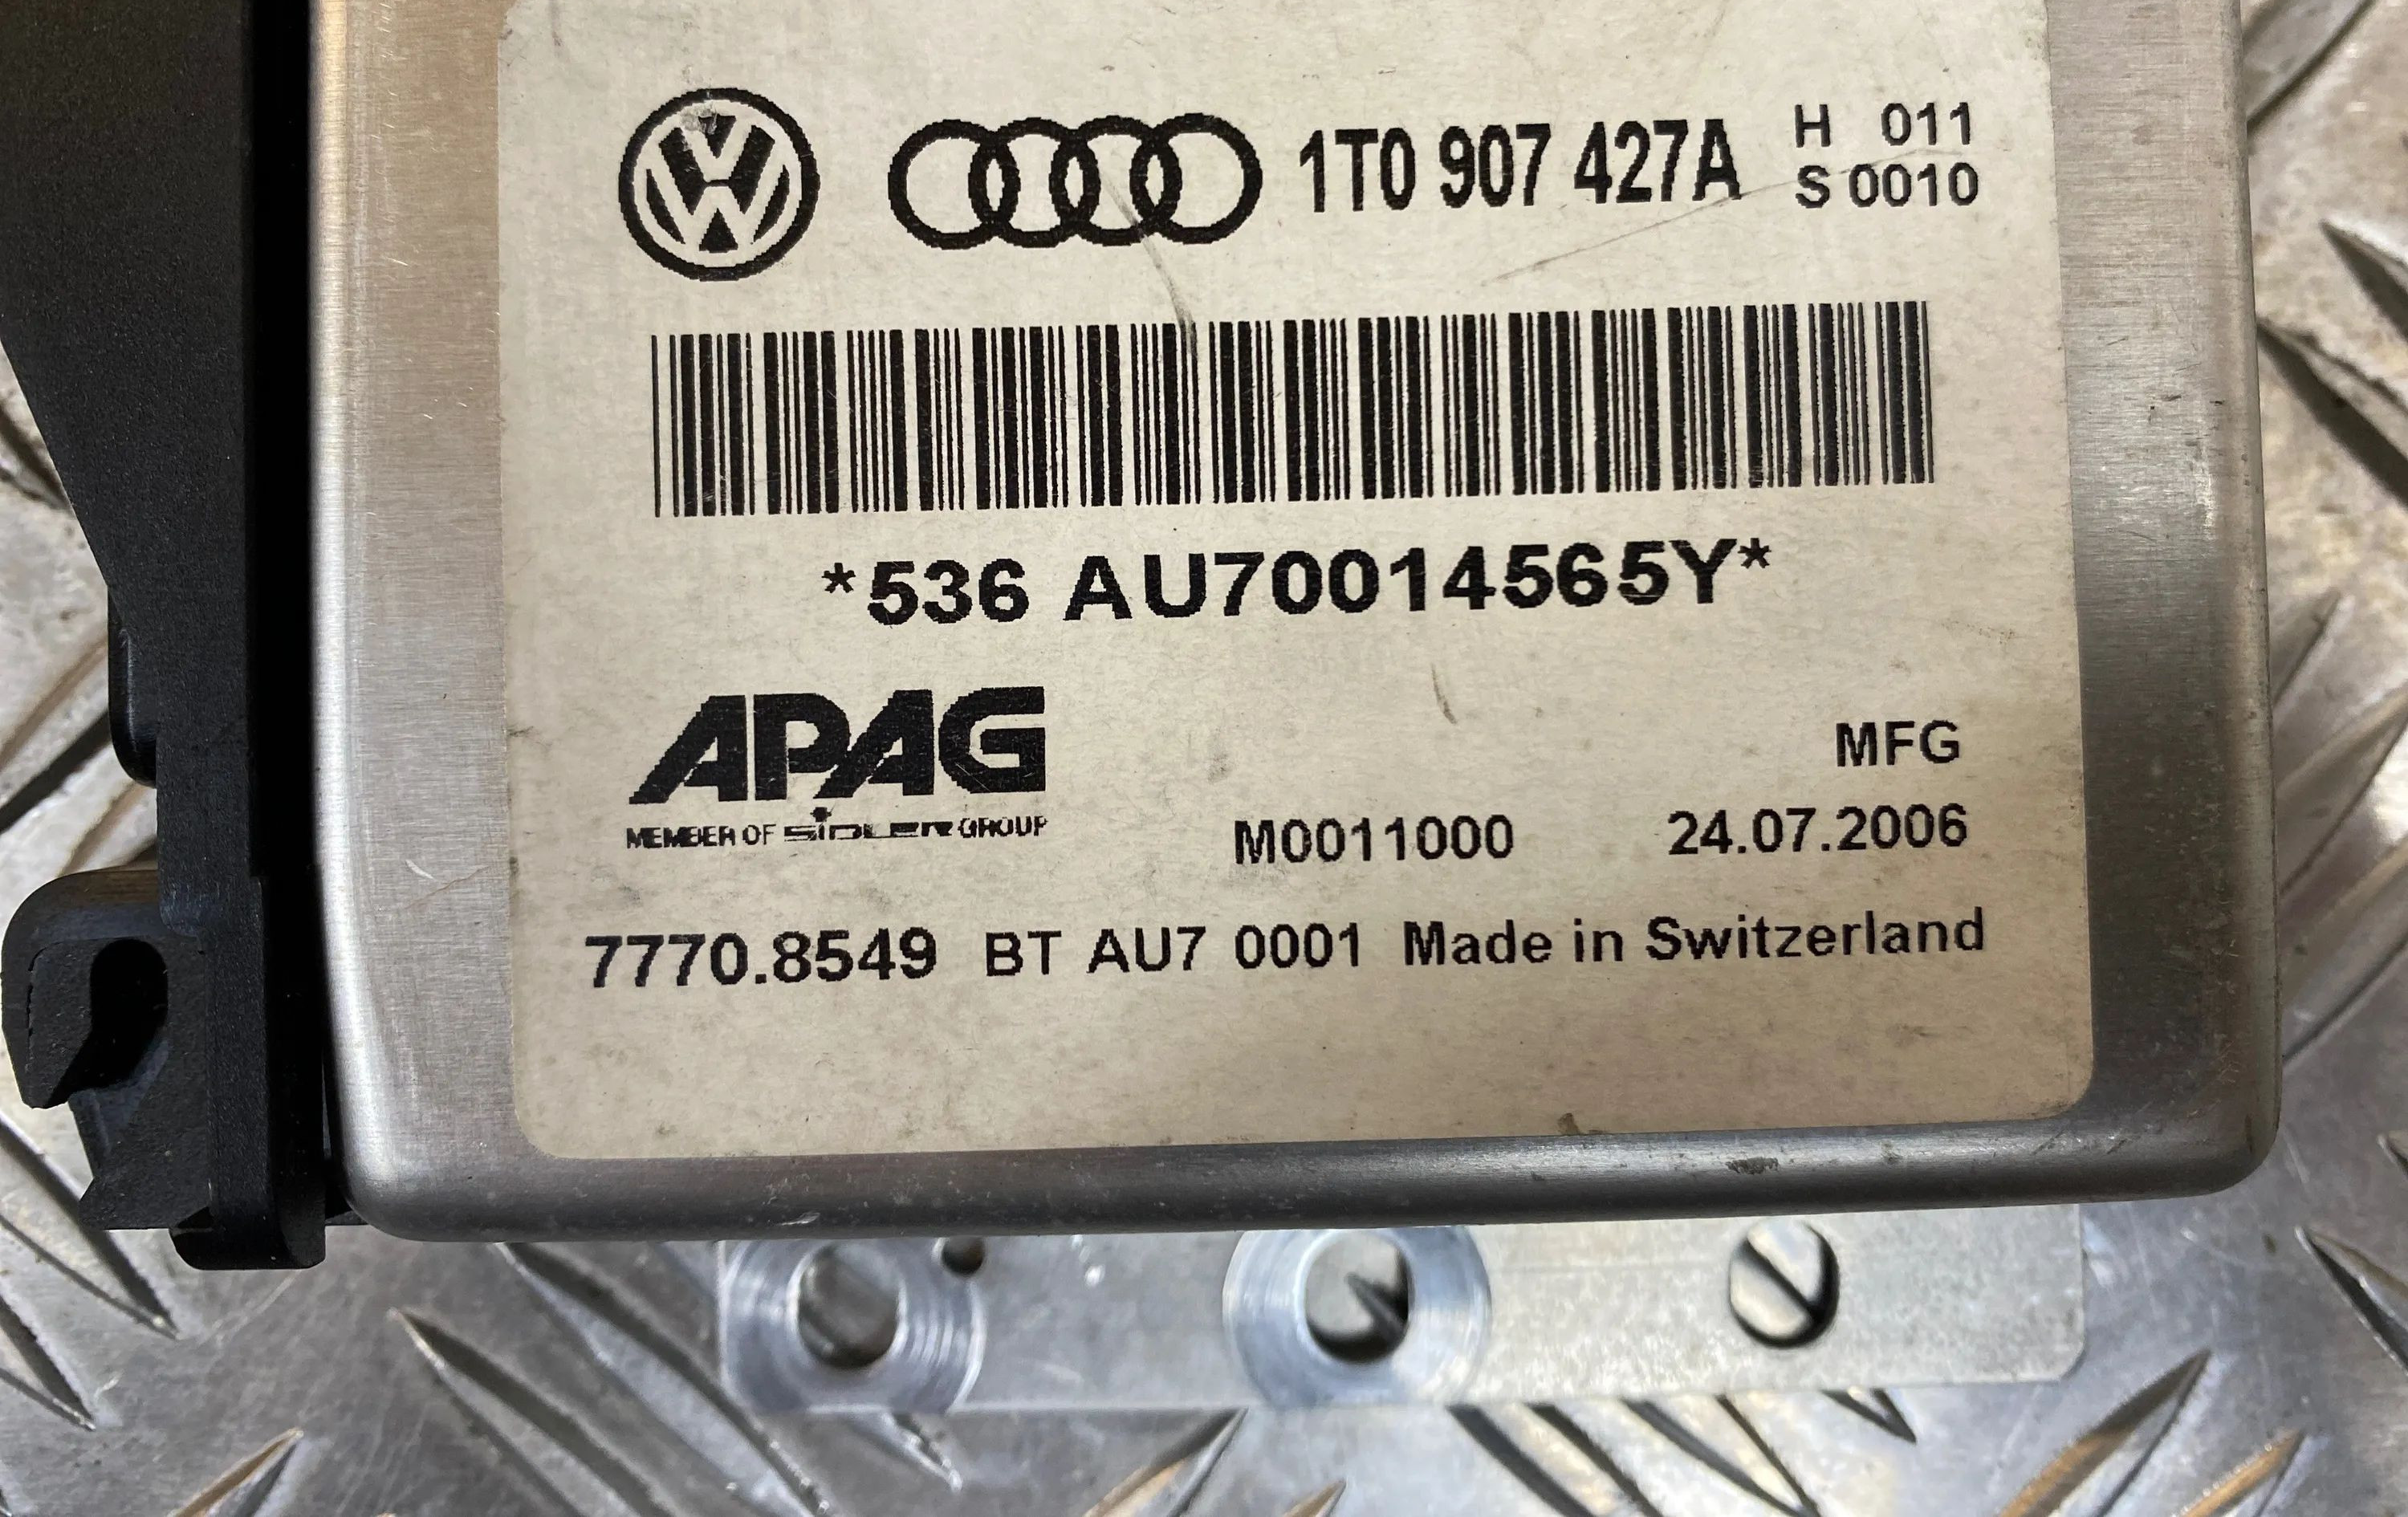 1T0 907 427A H 011
S 0010
*536 AU70014565Y*
APAG
MEMBER OF SIDLER GROUP
MFG
M0011000 24.07.2006
7770.8549 BT AU7 0001 Made in Switzerland